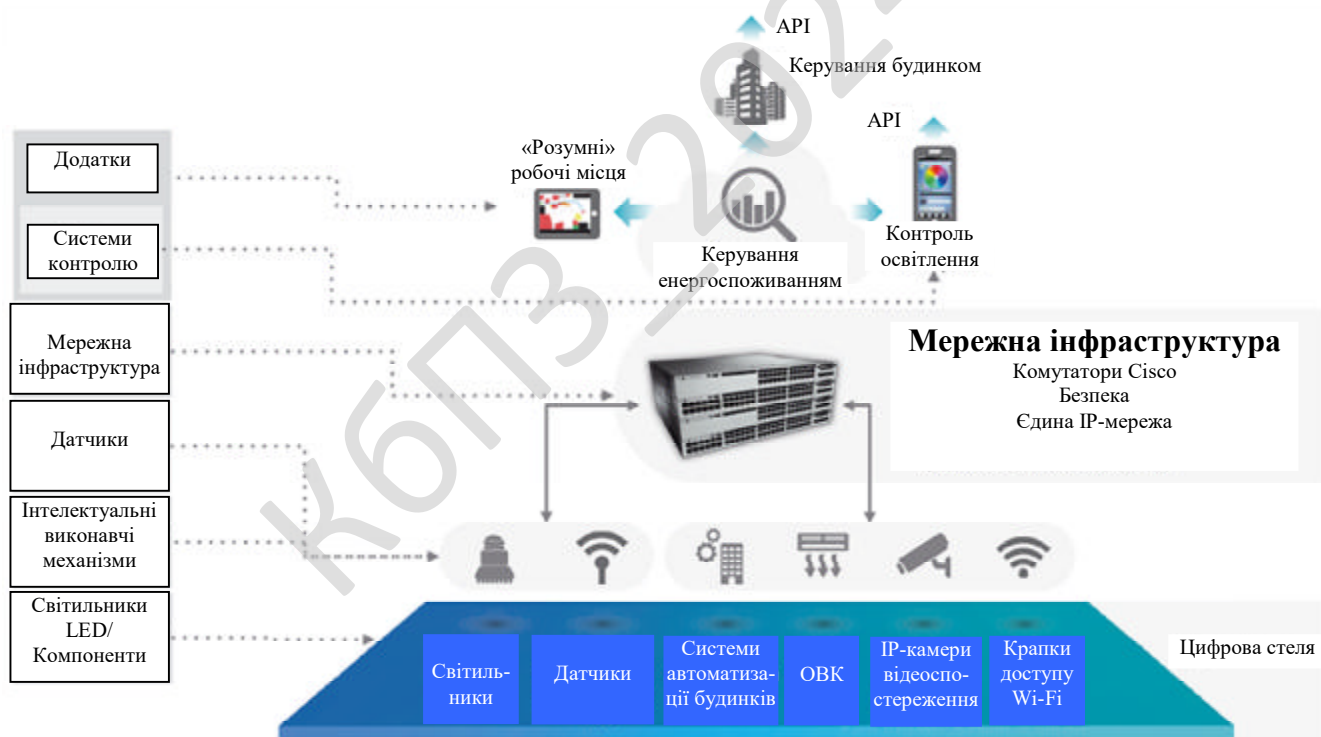 API
Керування будинком
API
«Розумні»
робочі місця
Контроль
освітлення
Керування
енергоспоживанням
Додатки
Системи
контролю
Мережна
інфраструктура
Датчики
Інтелектуальні
виконавчі
механізми
Світильники
LED/
Компоненти
Мережна інфраструктура
Комутатори Cisco
Безпека
Єдина IP-мережа
Цифрова стеля
Світиль-
ники
Датчики
Системи
автоматиза-
ції будинків
ОВК
IP-камери
відеоспо-
стереження
Крапки
доступу
Wi-Fi